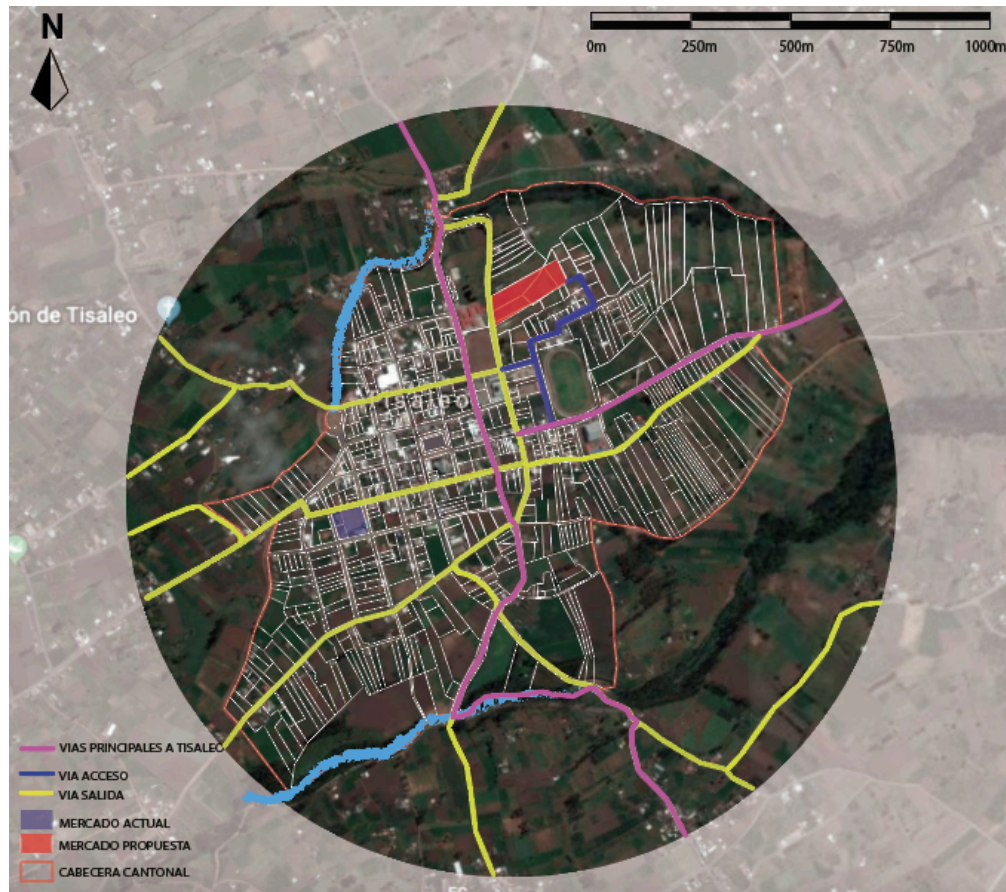 N
0m 250m 500m 750m 1000m
ón de Tisaleo
VIAS PRINCIPALES A TISALEO
VIA ACCESO
VIA SALIDA
MERCADO ACTUAL
MERCADO PROPUESTA
CABECERA CANTONAL